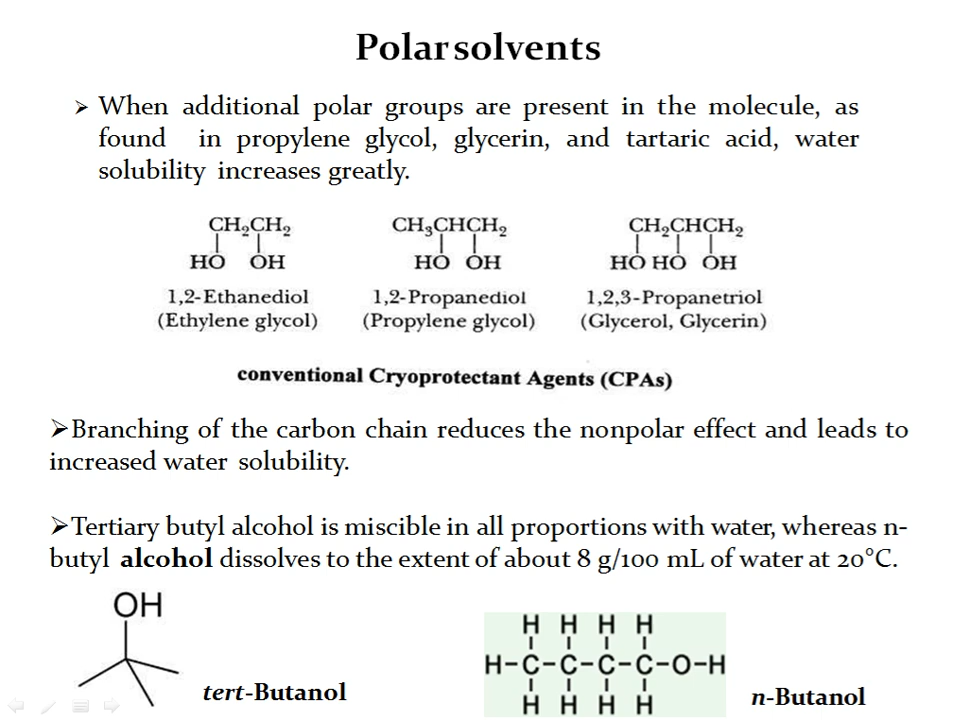 Polar solvents
➢ When additional polar groups are present in the molecule, as
found in propylene glycol, glycerin, and tartaric acid, water
solubility increases greatly.
CH₂CH₂ CH₃CHCH₂ CH₂CHCH₂
HO OH HO OH HO HO OH
1,2-Ethanediol 1,2-Propanediol 1,2,3-Propanetriol
(Ethylene glycol) (Propylene glycol) (Glycerol, Glycerin)
conventional Cryoprotectant Agents (CPAs)
➢Branching of the carbon chain reduces the nonpolar effect and leads to
increased water solubility.
➢Tertiary butyl alcohol is miscible in all proportions with water, whereas n-
butyl alcohol dissolves to the extent of about 8 g/100 mL of water at 20°C.
OH
tert-Butanol
H H H H
H-C-C-C-C-O-H
H H H H
n-Butanol